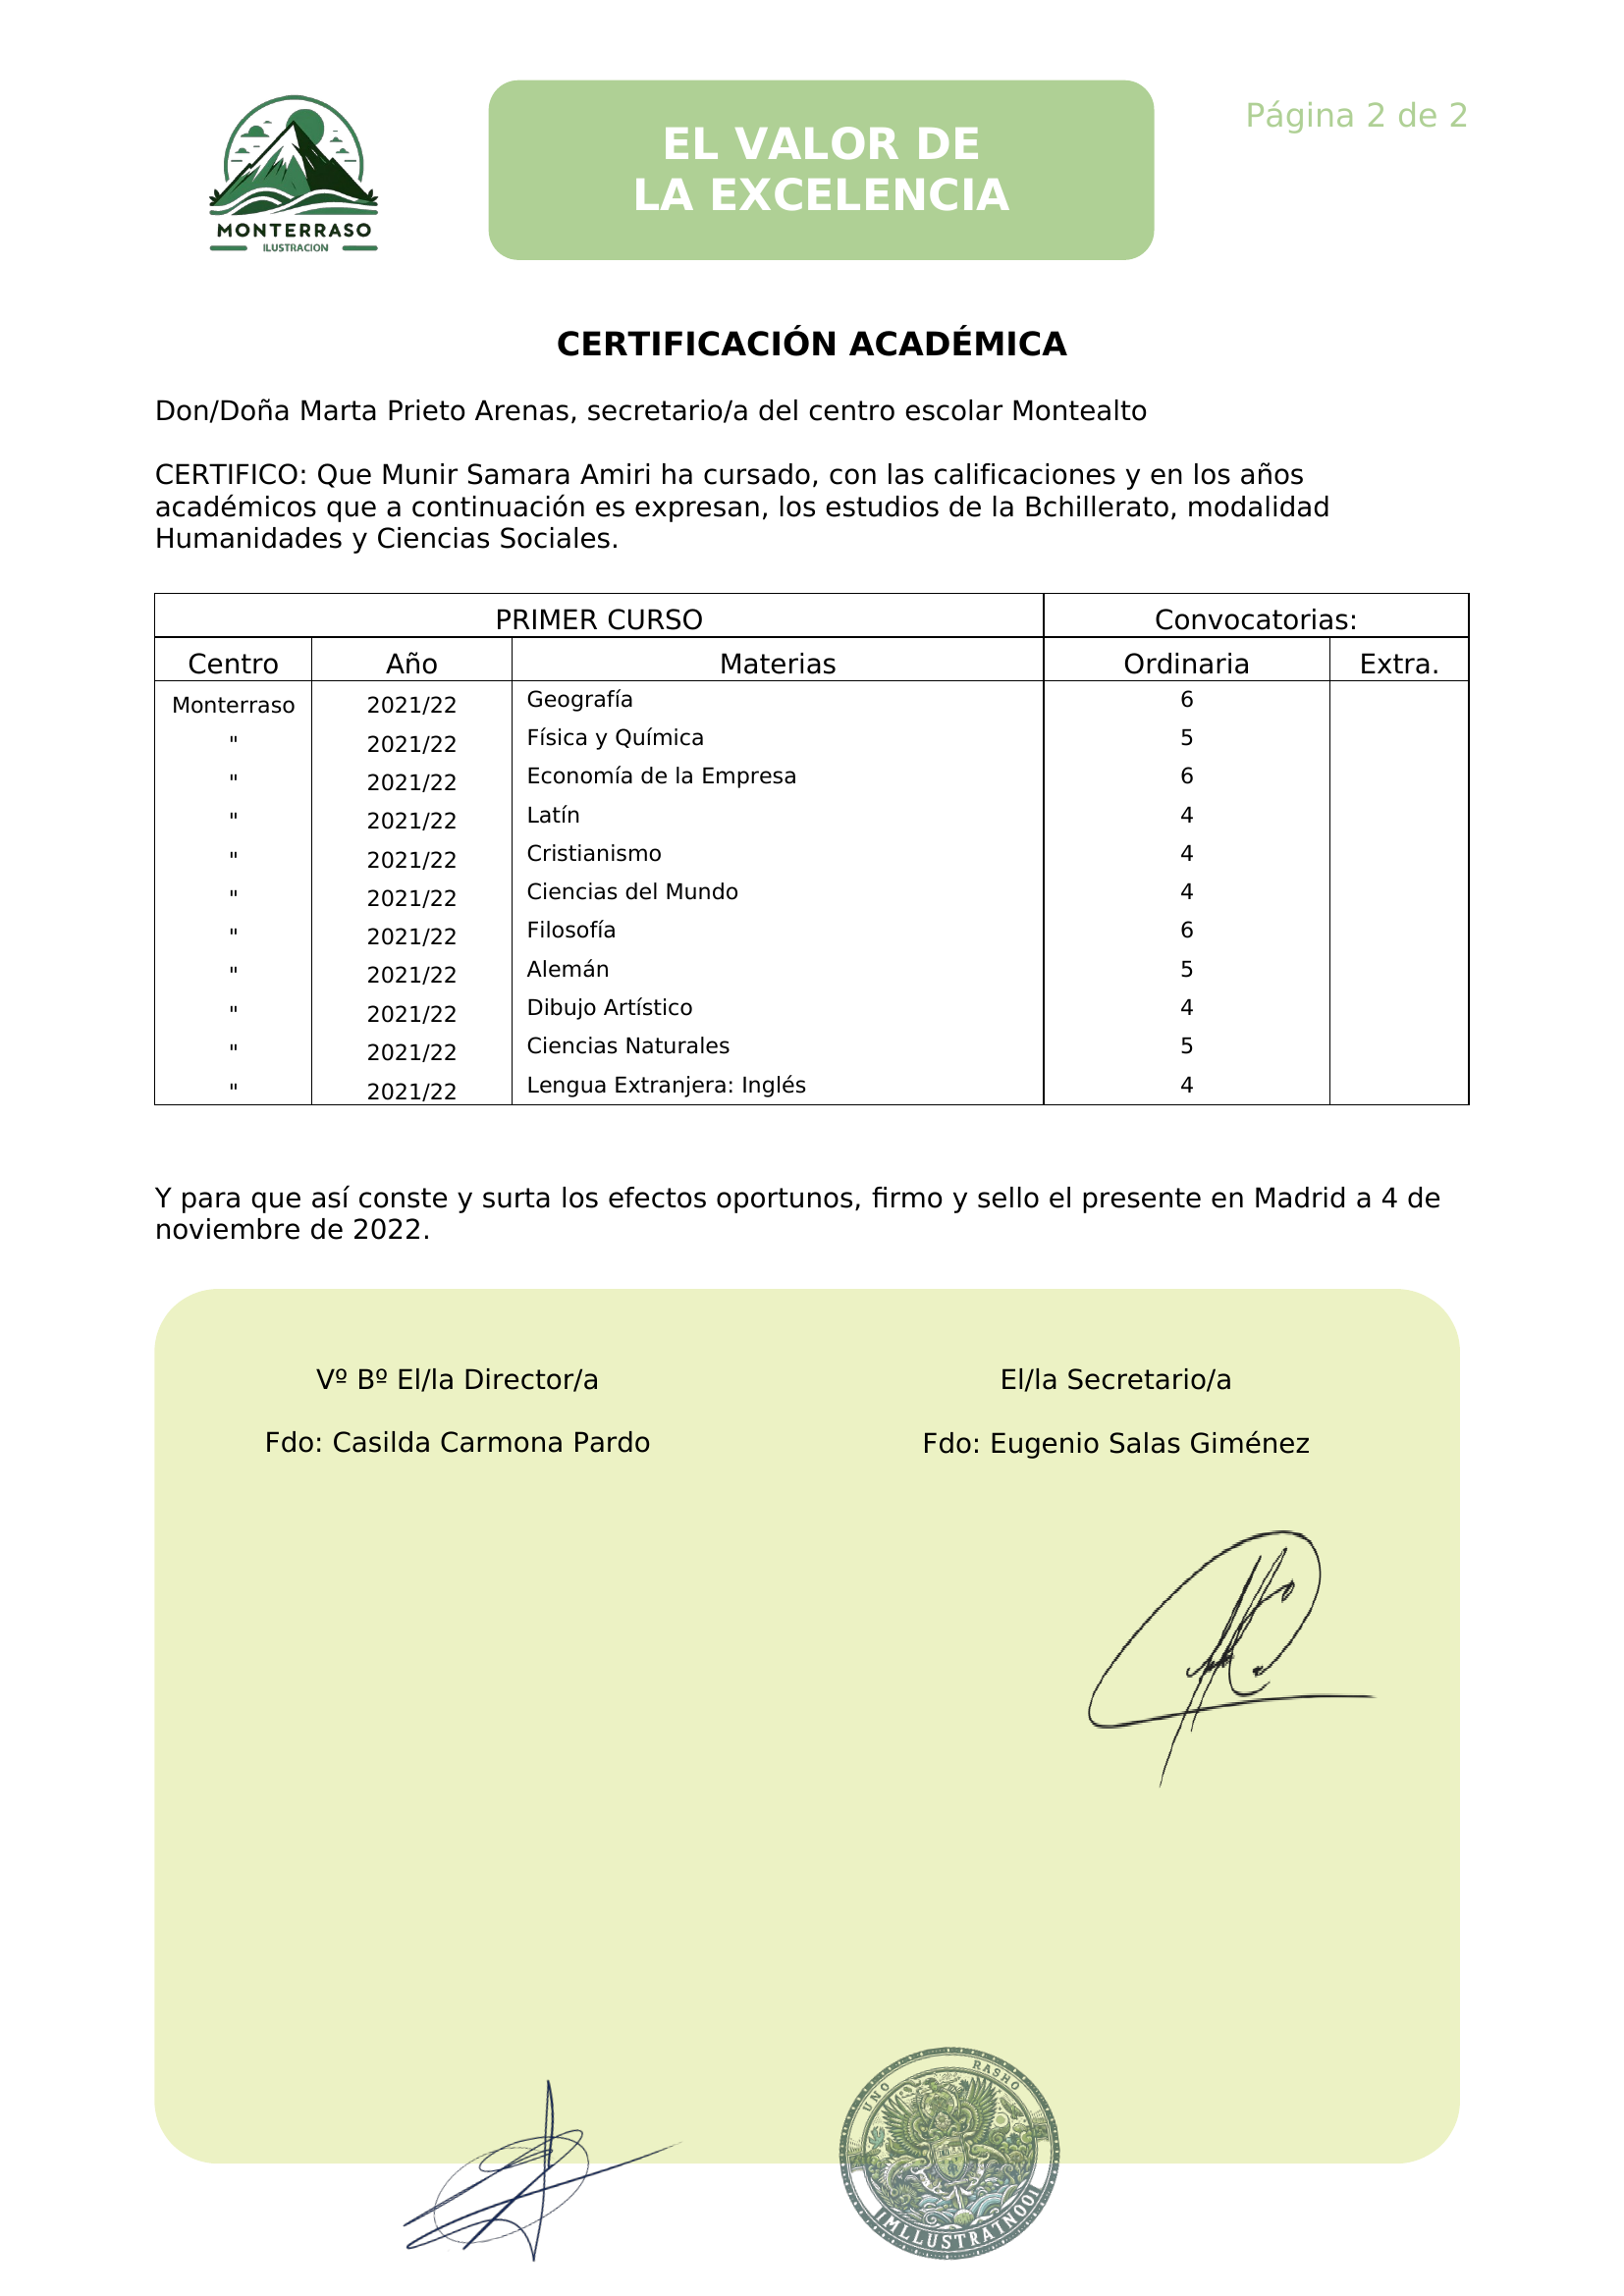 MONTERRASO
ILUSTRACION
EL VALOR DE
LA EXCELENCIA
Página 2 de 2
CERTIFICACIÓN ACADÉMICA
Don/Doña Marta Prieto Arenas, secretario/a del centro escolar Montealto
CERTIFICO: Que Munir Samara Amiri ha cursado, con las calificaciones y en los años
académicos que a continuación es expresan, los estudios de la Bchillerato, modalidad
Humanidades y Ciencias Sociales.
PRIMER CURSO Convocatorias:
Centro Año Materias Ordinaria Extra.
Monterraso 2021/22 Geografía 6
" 2021/22 Física y Química 5
" 2021/22 Economía de la Empresa 6
" 2021/22 Latín 4
" 2021/22 Cristianismo 4
" 2021/22 Ciencias del Mundo 4
" 2021/22 Filosofía 6
" 2021/22 Alemán 5
" 2021/22 Dibujo Artístico 4
" 2021/22 Ciencias Naturales 5
" 2021/22 Lengua Extranjera: Inglés 4
Y para que así conste y surta los efectos oportunos, firmo y sello el presente en Madrid a 4 de
noviembre de 2022.
Vº Bº El/la Director/a El/la Secretario/a
Fdo: Casilda Carmona Pardo Fdo: Eugenio Salas Giménez
UNO RASHO
IMLLUSTRATNOOI